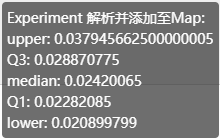 Experiment 解析并添加至Map:
upper: 0.037945662500000005
Q3: 0.028870775
median: 0.02420065
Q1: 0.02282085
lower: 0.020899799